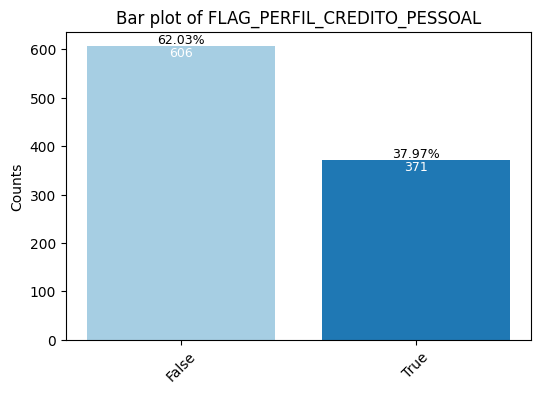 Bar plot of FLAG_PERFIL_CREDITO_PESSOAL
Counts
600
500
400
300
200
100
0
62.03%
606
37.97%
371
False
True